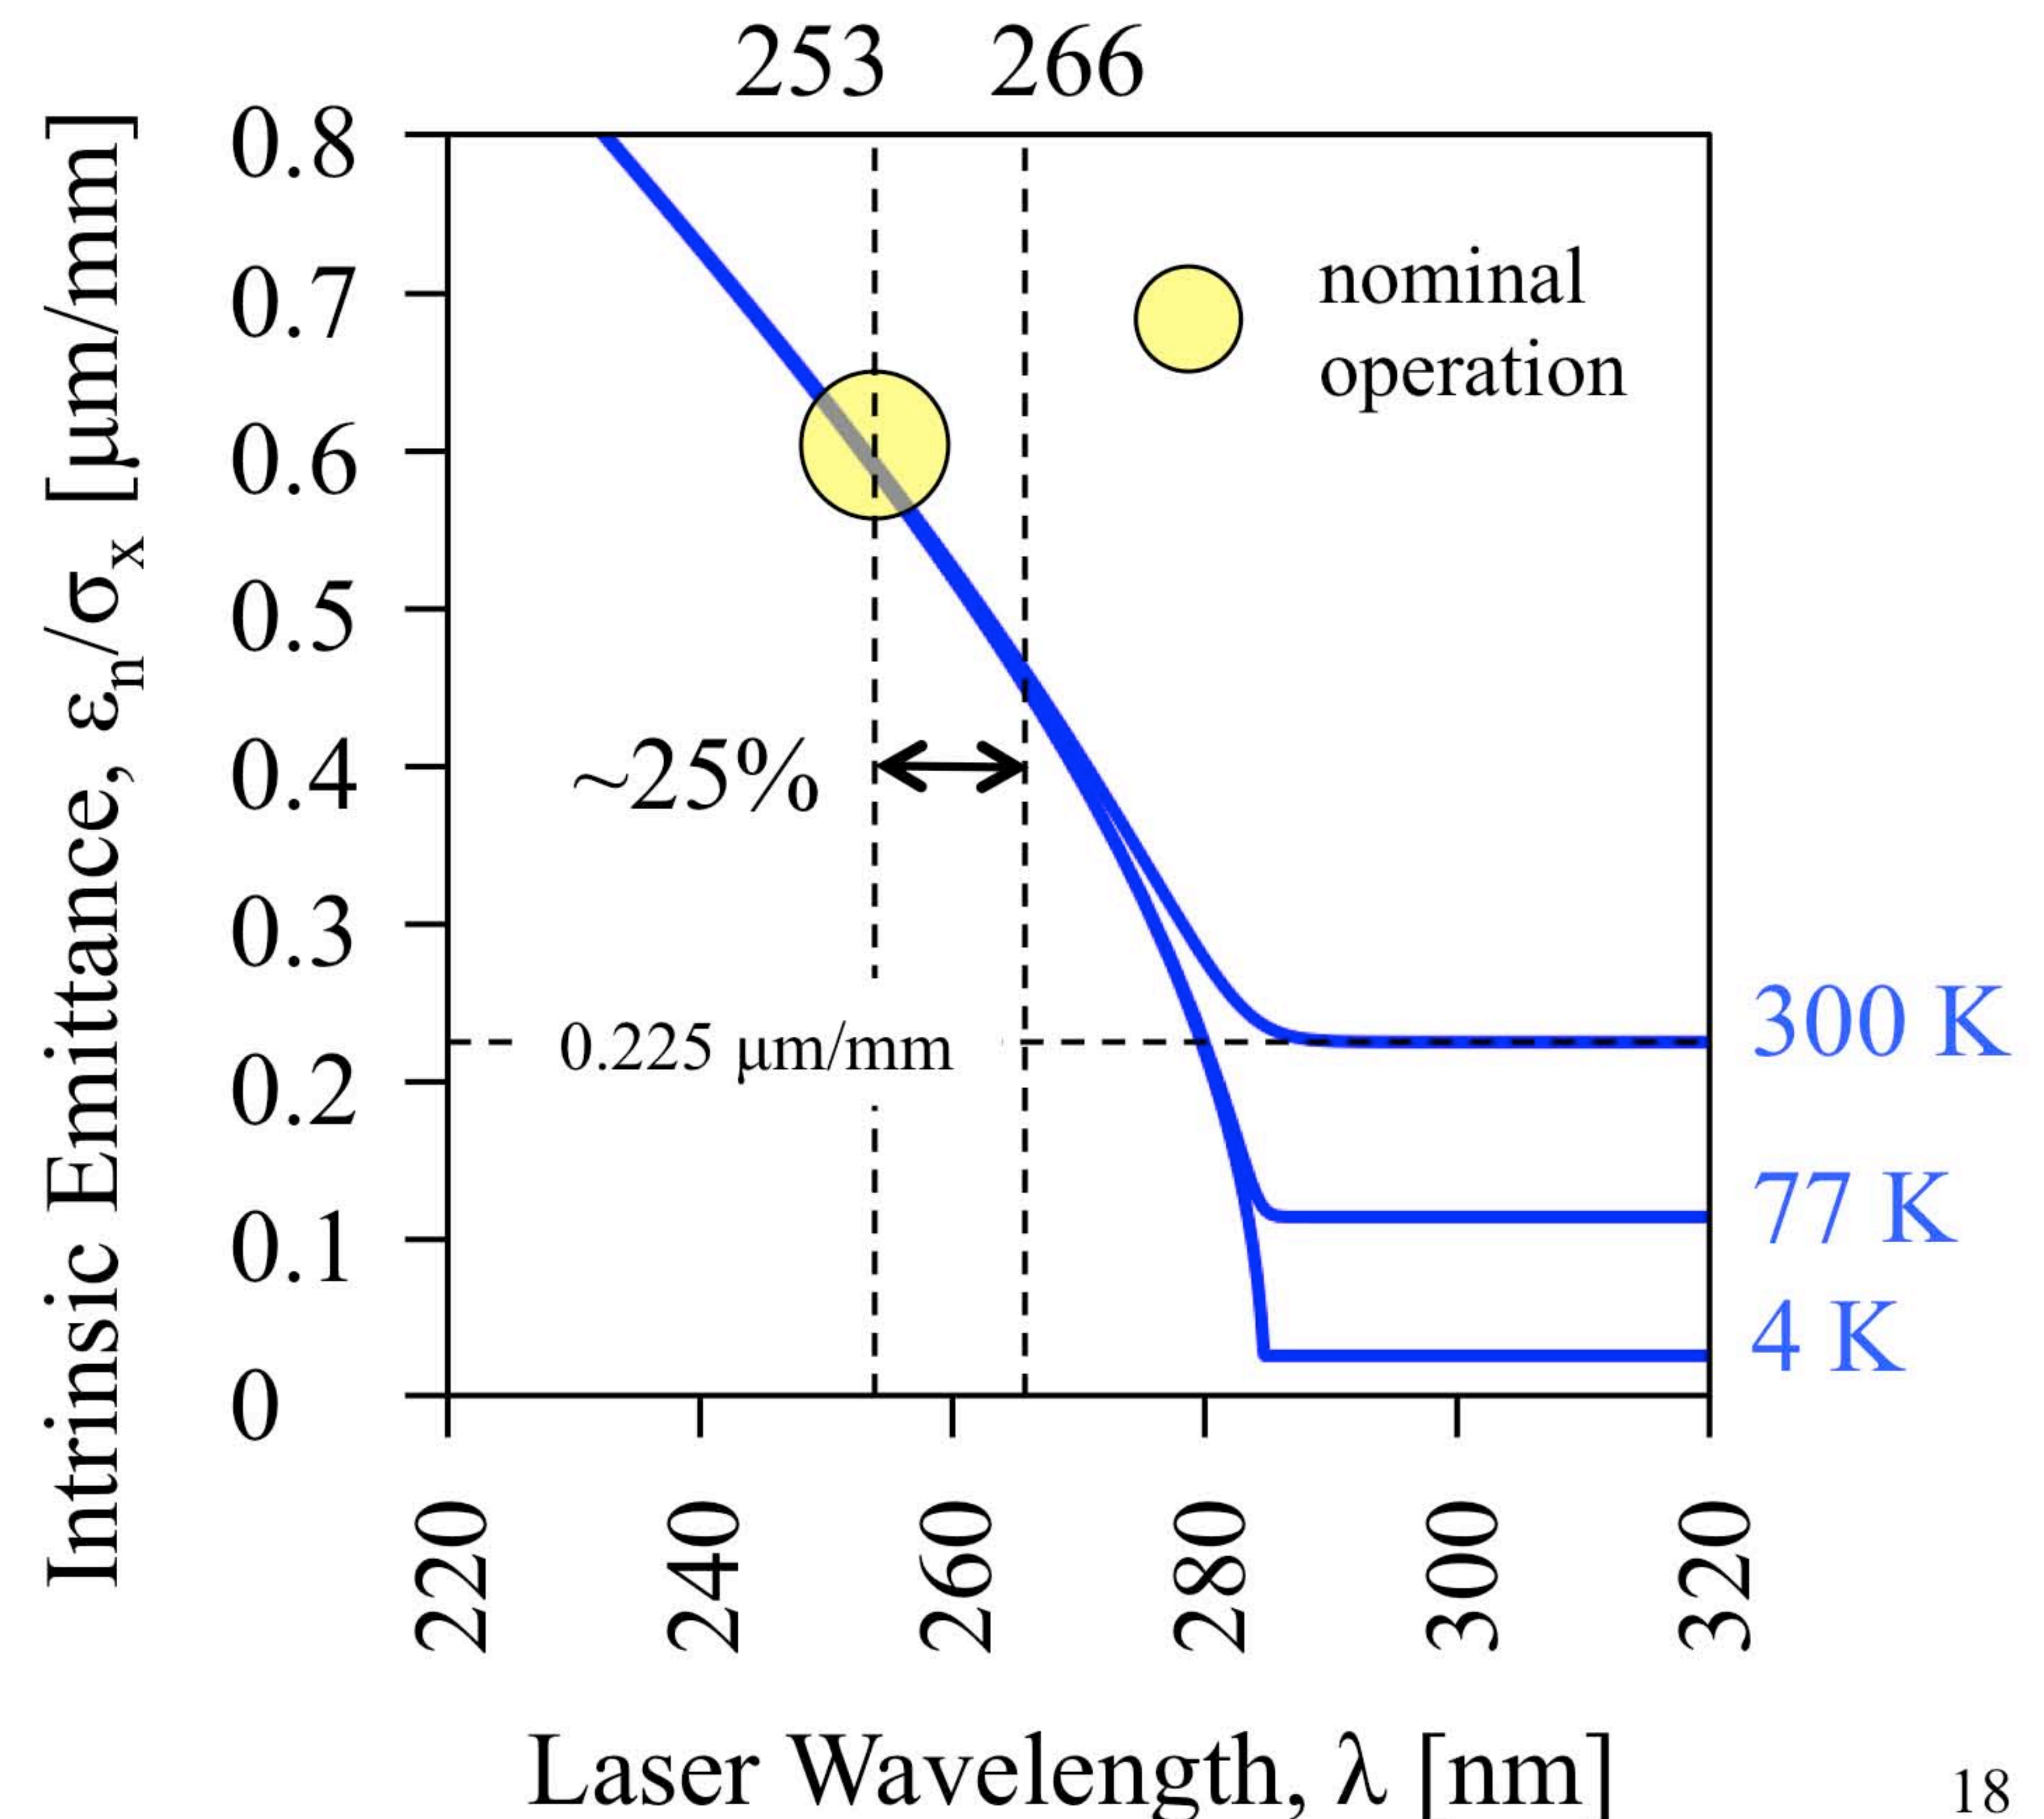 253 266
0.8
0.7
0.6
0.5
0.4
0.3
0.2
0.1
0
Intrinsic Emittance, εn/σx [μm/mm]
nominal
operation
~25%
0.225 μm/mm
300 K
77 K
4 K
220 240 260 280 300 320
Laser Wavelength, λ [nm]
18